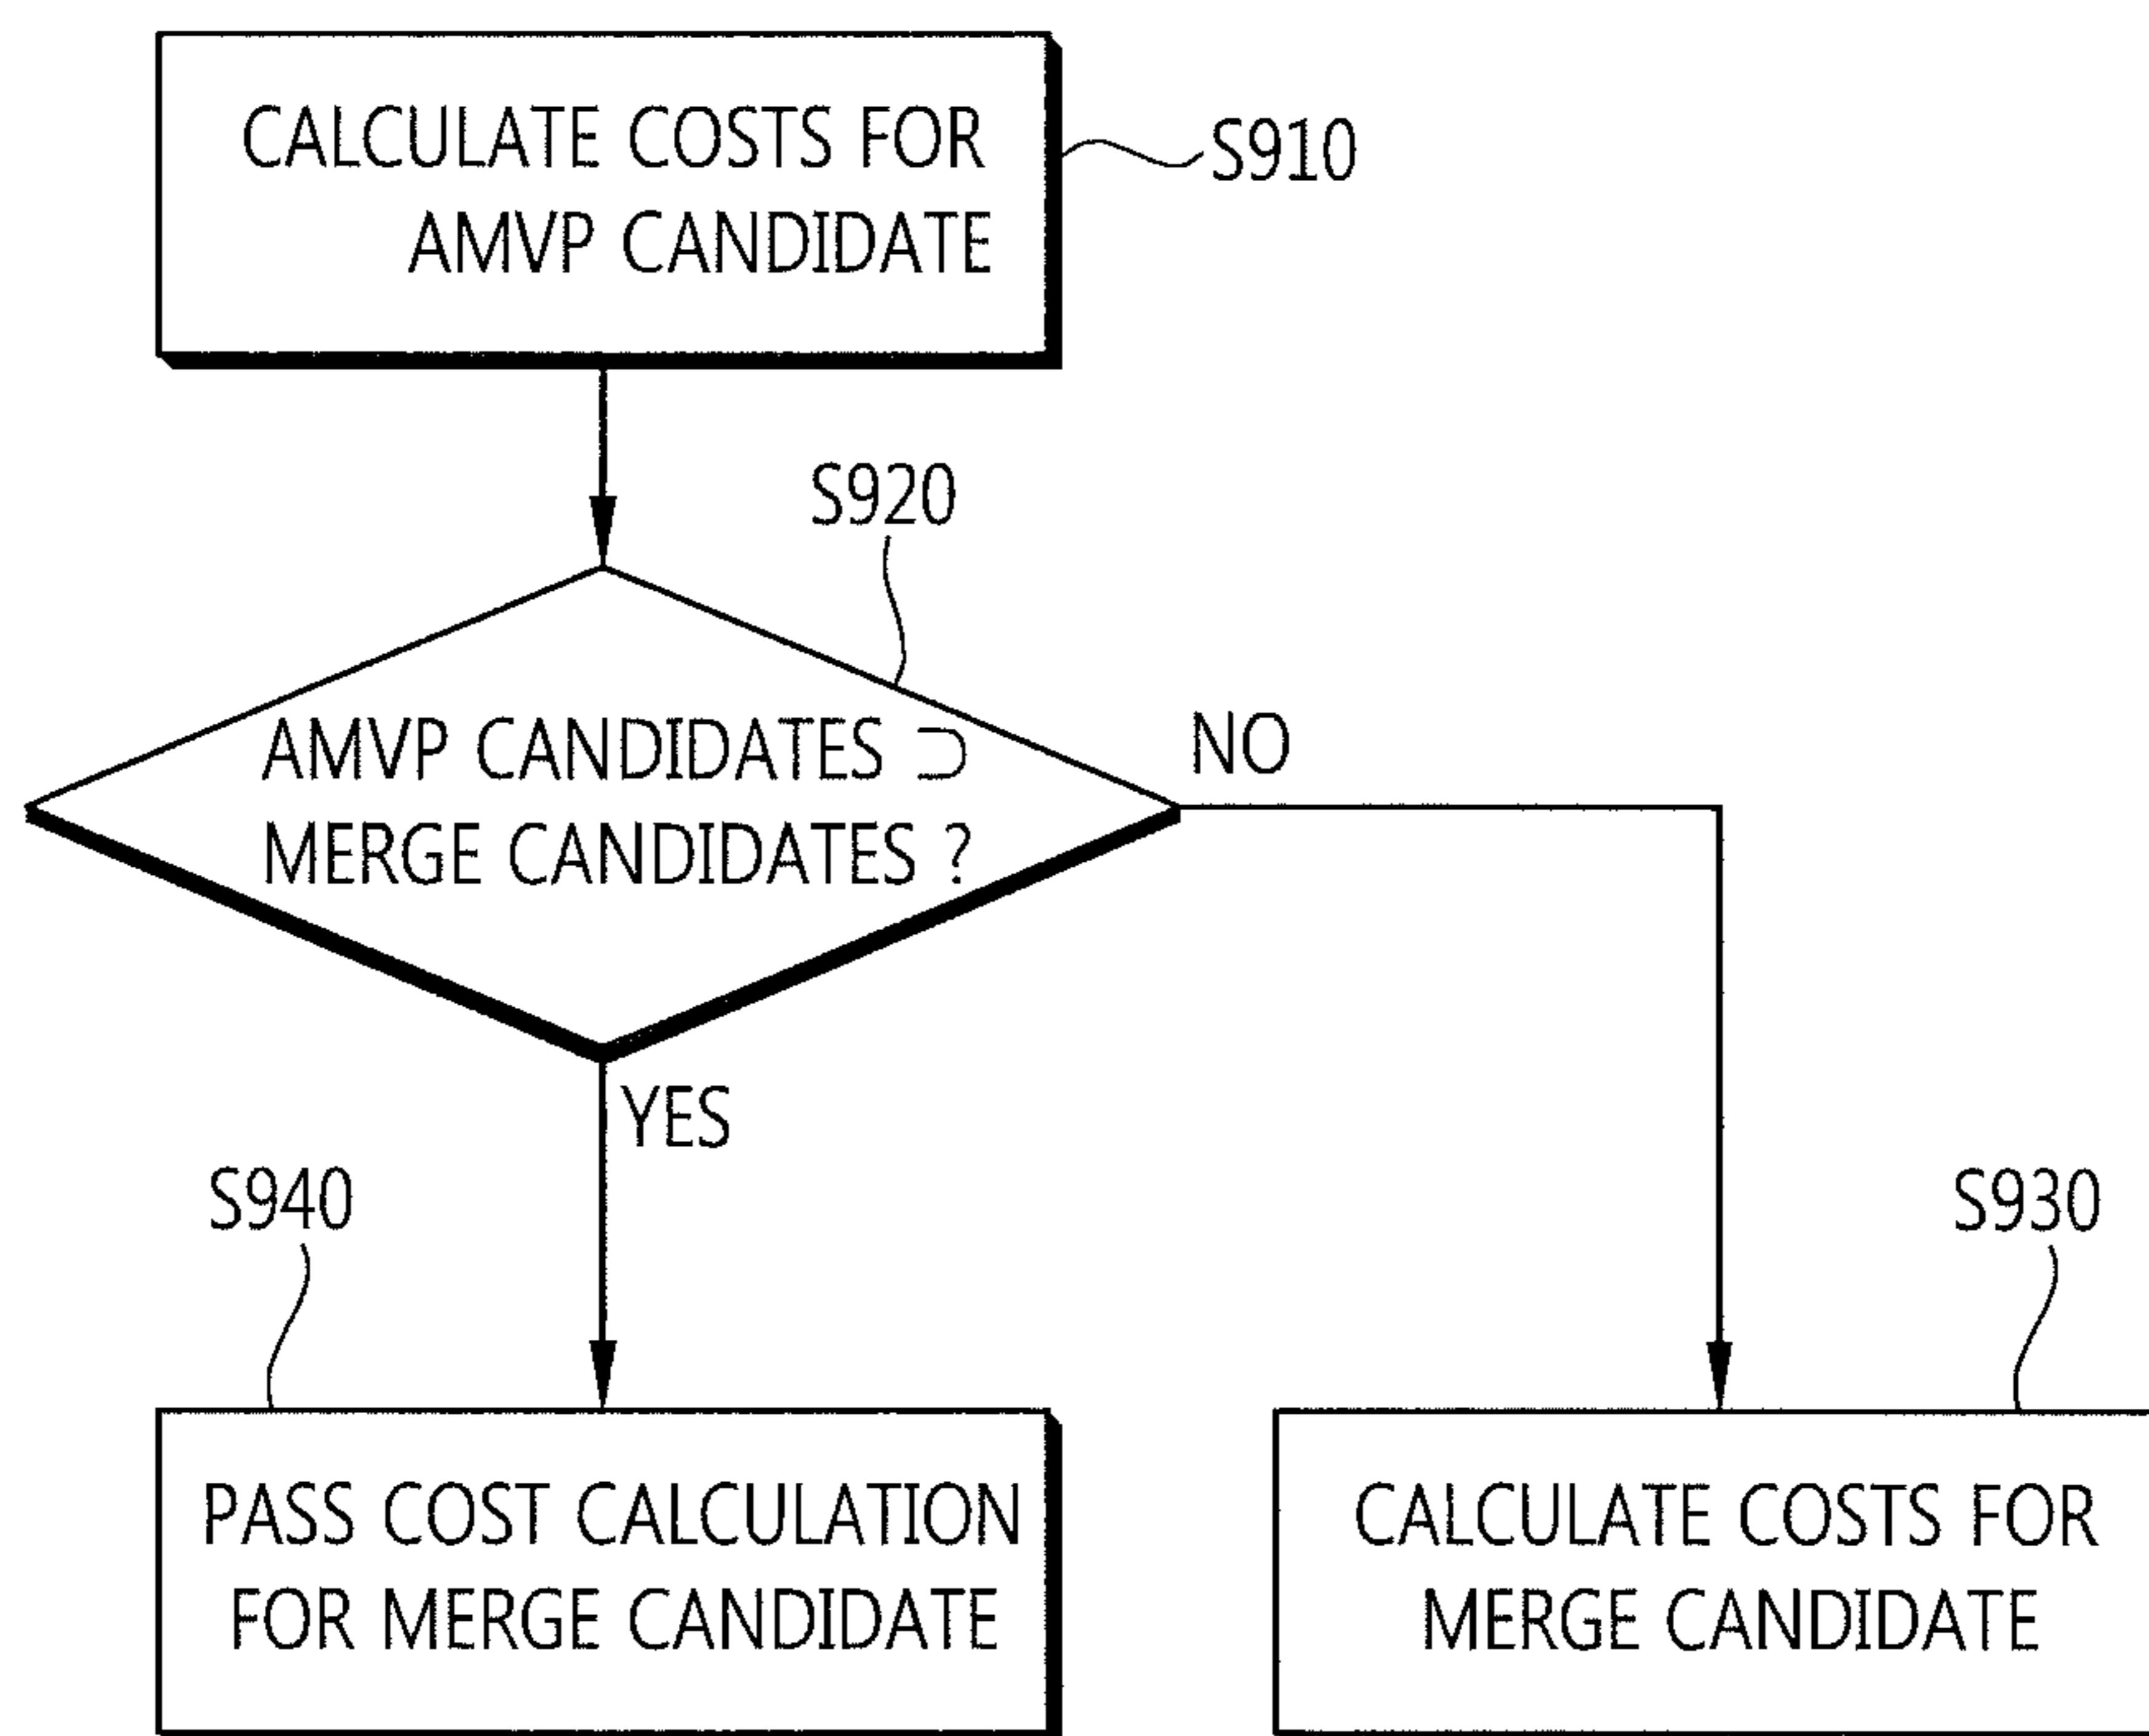 CALCULATE COSTS FOR
AMVP CANDIDATE
S910
S920
AMVP CANDIDATES ⊃
MERGE CANDIDATES ?
NO
YES
S940
S930
PASS COST CALCULATION
FOR MERGE CANDIDATE
CALCULATE COSTS FOR
MERGE CANDIDATE